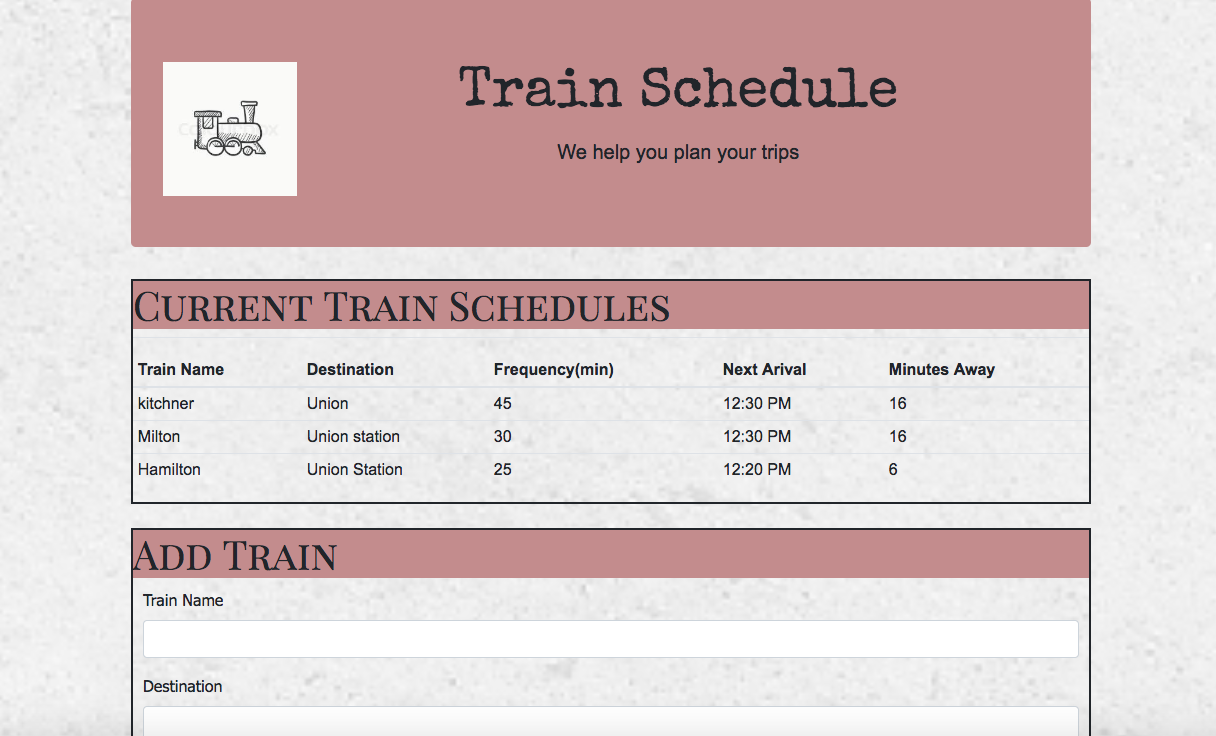 Train Schedule
We help you plan your trips
Current Train Schedules
Train Name Destination Frequency(min) Next Arival Minutes Away
kitchner Union 45 12:30 PM 16
Milton Union station 30 12:30 PM 16
Hamilton Union Station 25 12:20 PM 6
Add Train
Train Name
Destination